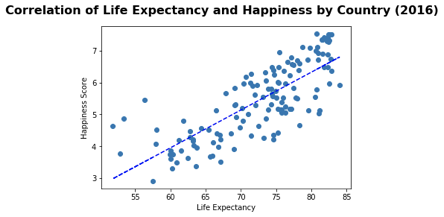 Correlation of Life Expectancy and Happiness by Country (2016)
Happiness Score
7
6
5
4
3
55 60 65 70 75 80 85
Life Expectancy